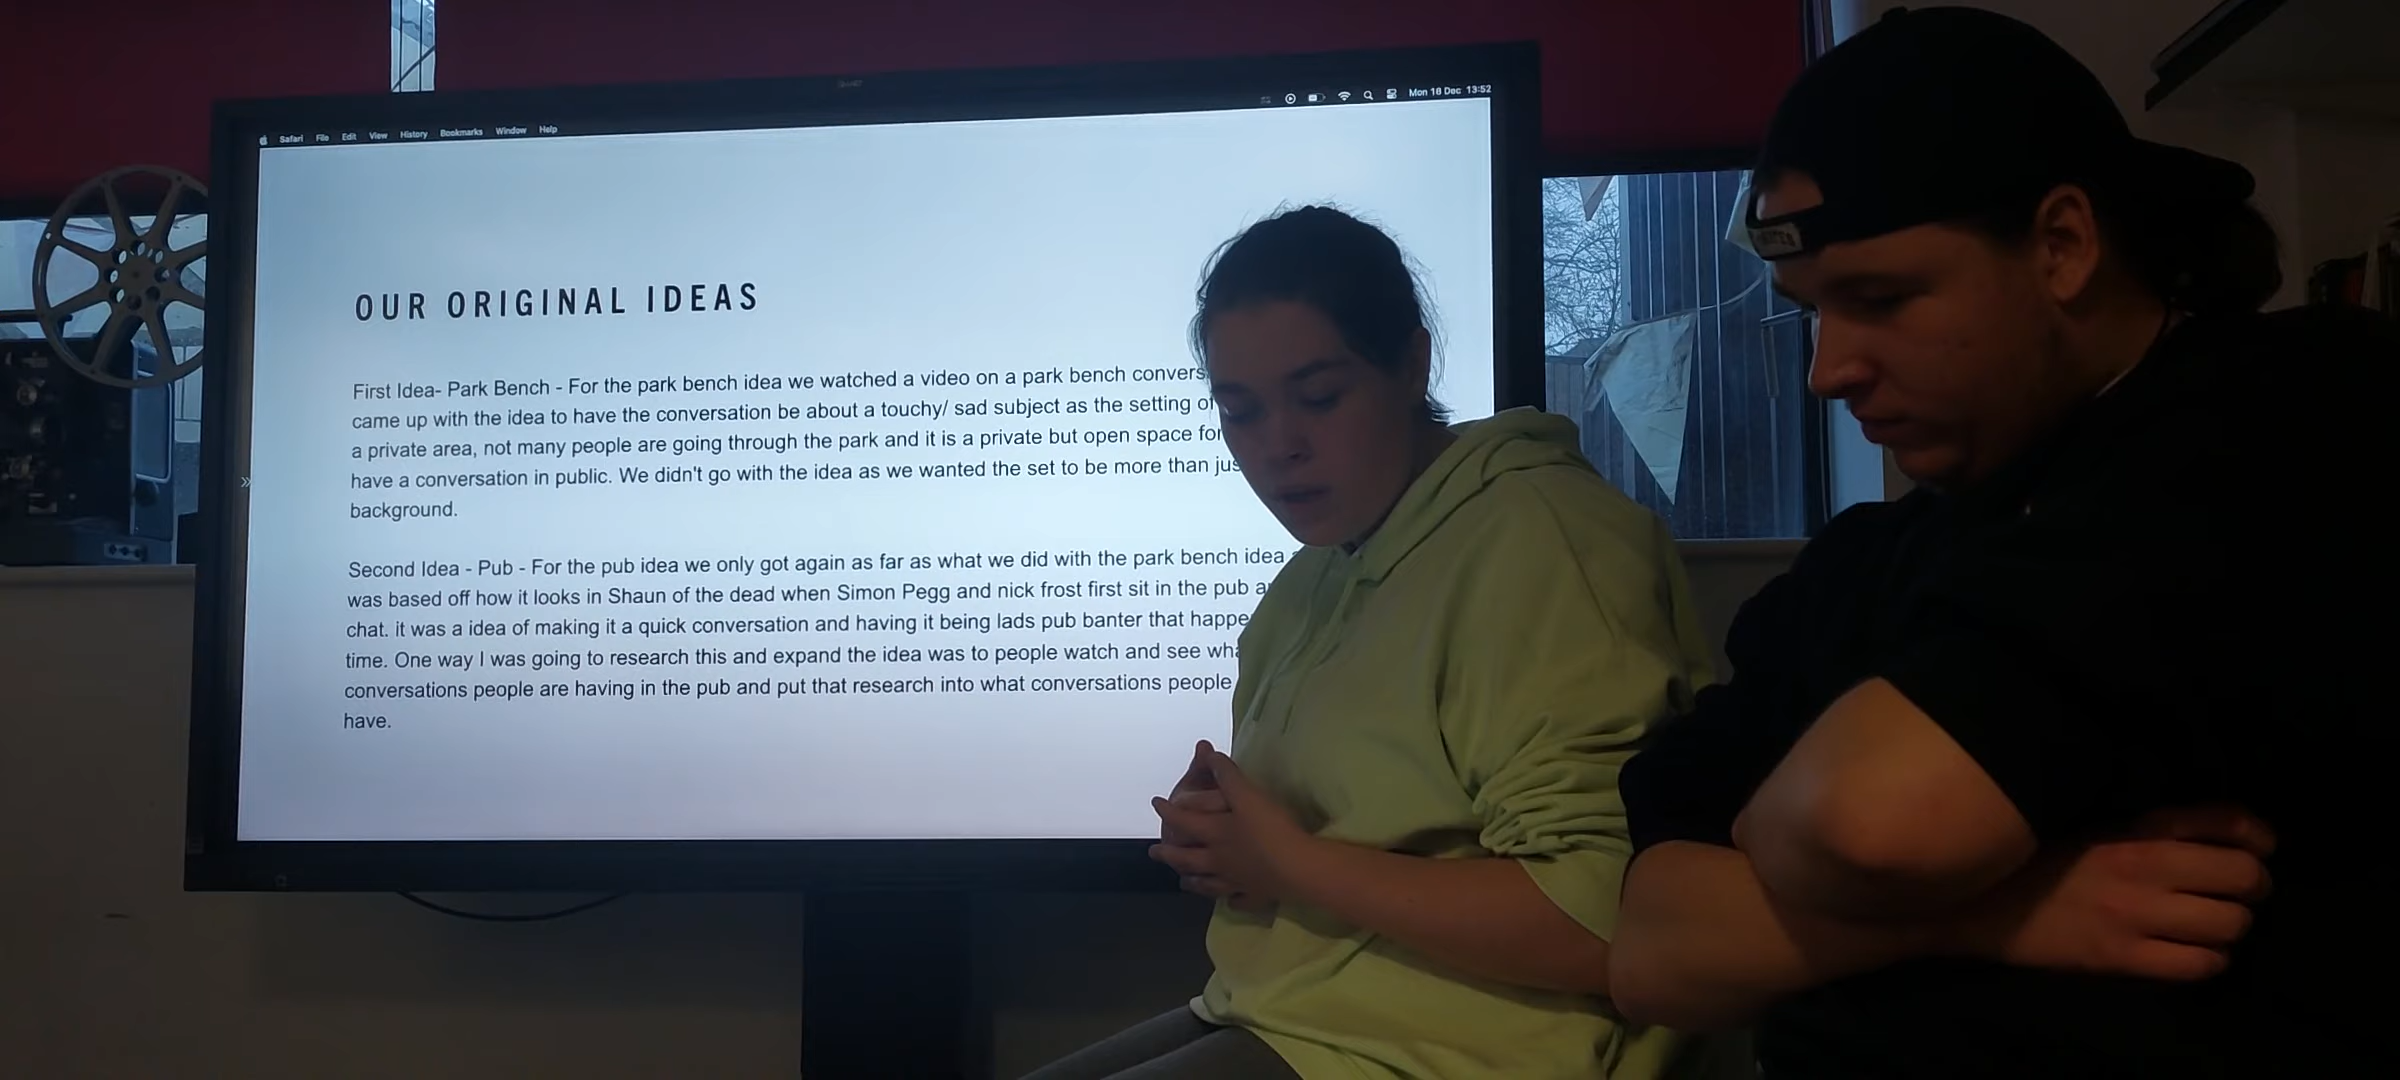 Safari File Edit View History Bookmarks Window Help
Mon 18 Dec 13:52
OUR ORIGINAL IDEAS
First Idea- Park Bench - For the park bench idea we watched a video on a park bench convers
came up with the idea to have the conversation be about a touchy/ sad subject as the setting of
a private area, not many people are going through the park and it is a private but open space for
have a conversation in public. We didn't go with the idea as we wanted the set to be more than jus
background.
Second Idea - Pub - For the pub idea we only got again as far as what we did with the park bench idea
was based off how it looks in Shaun of the dead when Simon Pegg and nick frost first sit in the pub a
chat. it was a idea of making it a quick conversation and having it being lads pub banter that happe
time. One way I was going to research this and expand the idea was to people watch and see wha
conversations people are having in the pub and put that research into what conversations people
have.